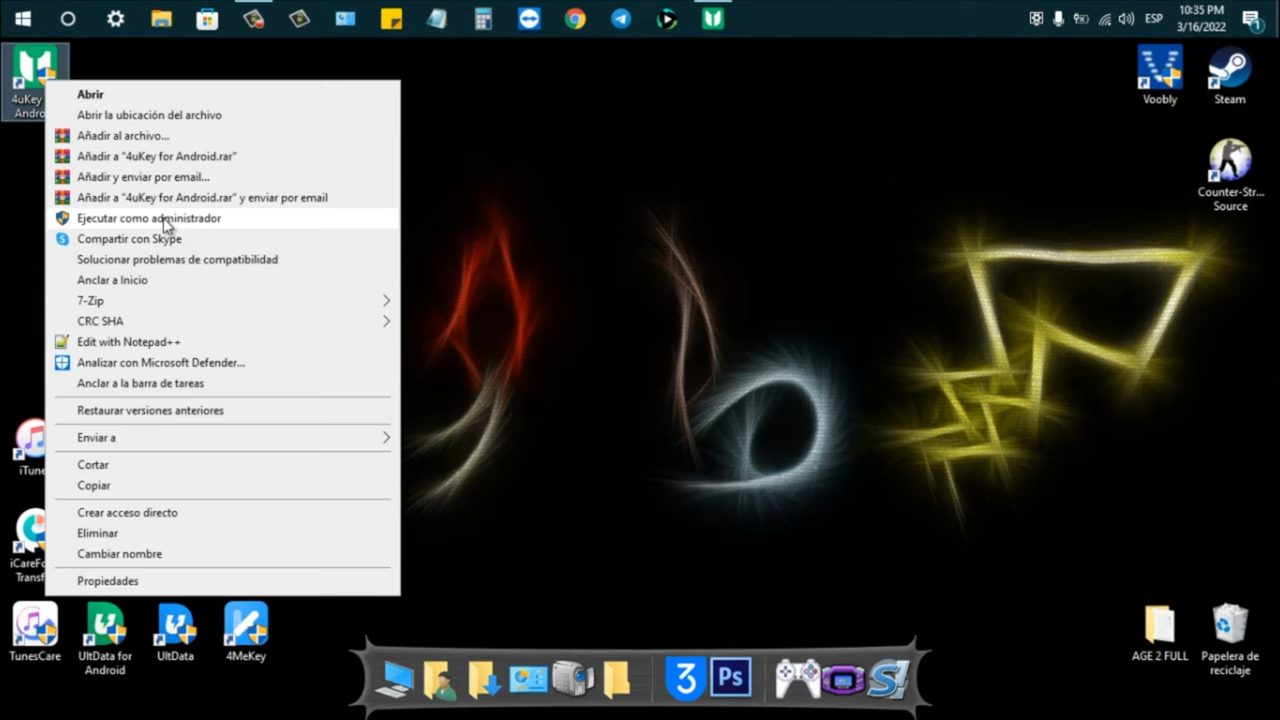 10:35 PM
ESP
3/16/2022
1
4uKey
Andro
Abrir
Abrir la ubicación del archivo
Añadir al archivo...
Añadir a "4uKey for Android.rar"
Añadir y enviar por email...
Añadir a "4uKey for Android.rar" y enviar por email
Ejecutar como administrador
Compartir con Skype
Solucionar problemas de compatibilidad
Anclar a Inicio
7-Zip
CRC SHA
Edit with Notepad++
Analizar con Microsoft Defender...
Anclar a la barra de tareas
Restaurar versiones anteriores
Enviar a
Cortar
Copiar
Crear acceso directo
Eliminar
Cambiar nombre
Propiedades
Voobly
Steam
Counter-Str...
Source
iTune
iCareFo
Transf
TunesCare
UltData for
Android
UltData
4MeKey
AGE 2 FULL
Papelera de
reciclaje
3
Ps